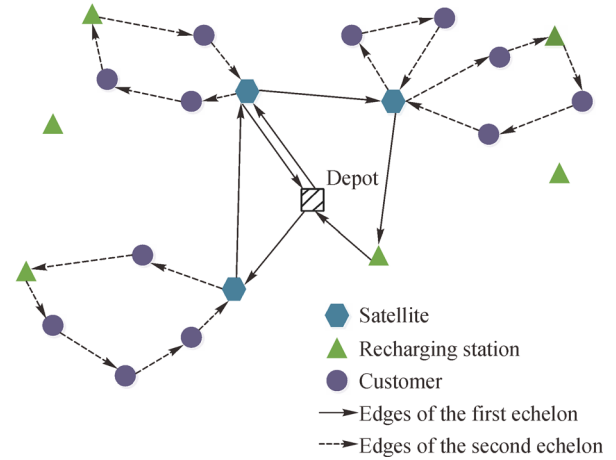 Depot
Satellite
Recharging station
Customer
Edges of the first echelon
Edges of the second echelon